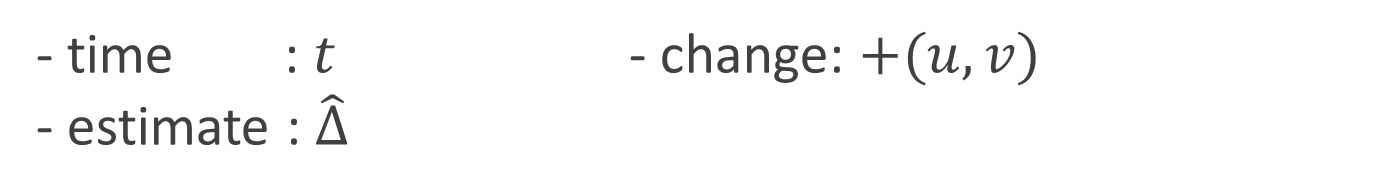 - time : t - change: +(u, v)
- estimate : Δ̂